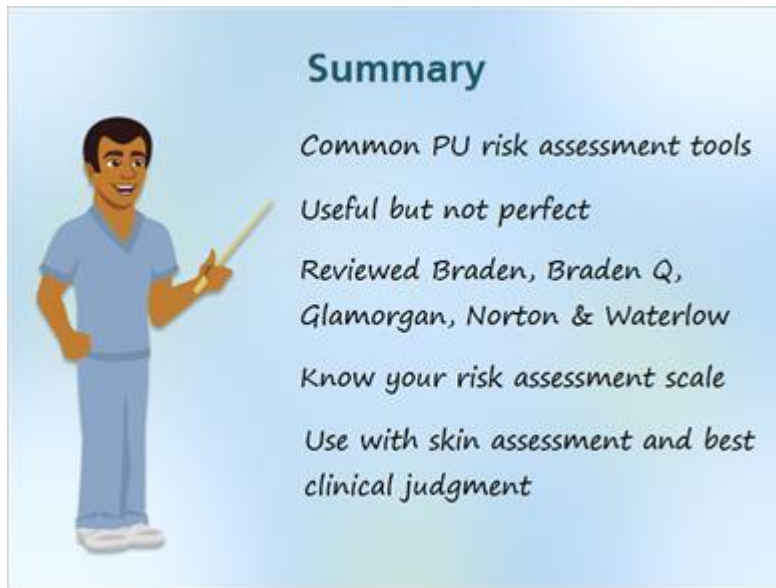 Summary
Common PU risk assessment tools
Useful but not perfect
Reviewed Braden, Braden Q,
Glamorgan, Norton & Waterlow
Know your risk assessment scale
Use with skin assessment and best
clinical judgment